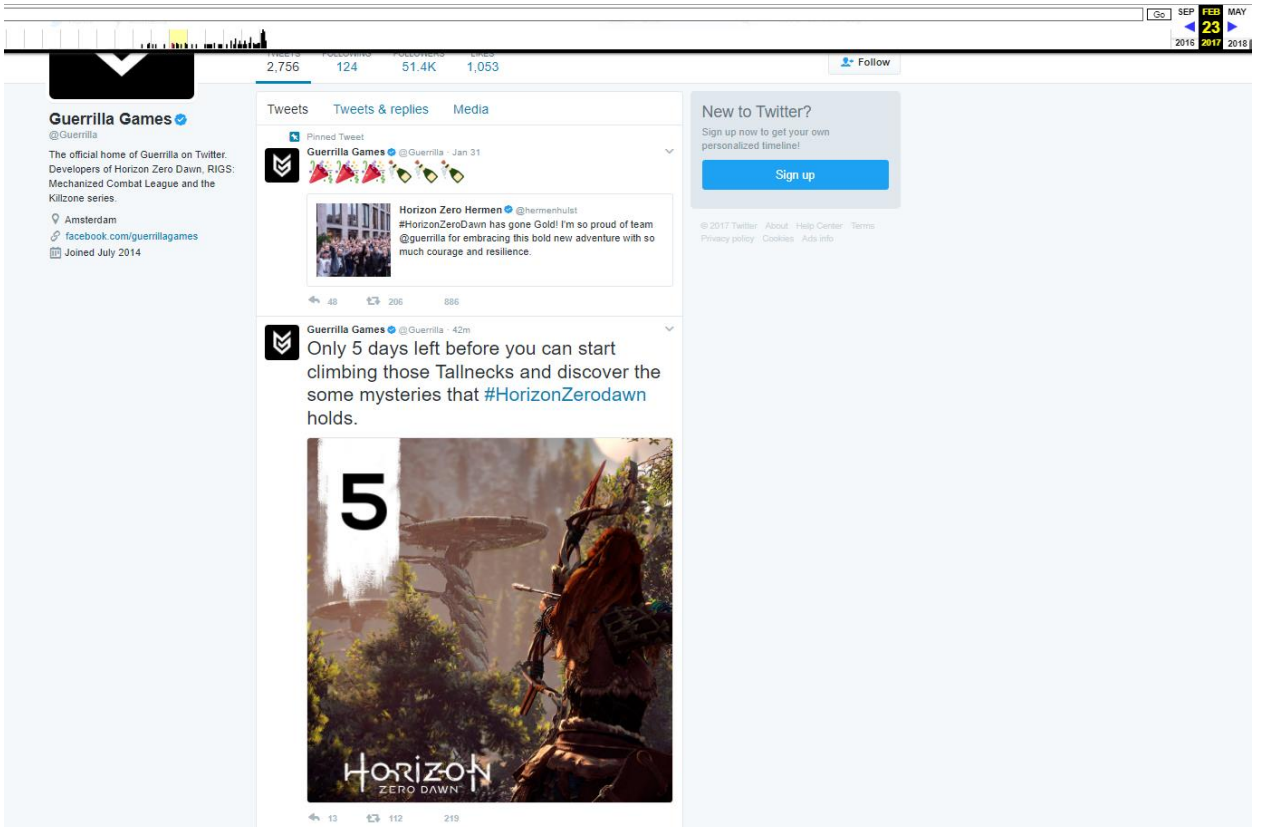 Go SEP FEB MAY
23
2016 2017 2018
TWEETS FOLLOWING FOLLOWERS LIKES
2,756 124 51.4K 1,053
Follow
Guerrilla Games
@Guerrilla
The official home of Guerrilla on Twitter.
Developers of Horizon Zero Dawn, RIGS:
Mechanized Combat League and the
Killzone series.
Amsterdam
facebook.com/guerrillagames
Joined July 2014
Tweets Tweets & replies Media
Pinned Tweet
Guerrilla Games @Guerrilla · Jan 31
Horizon Zero Hermen @hermenhulst
#HorizonZeroDawn has gone Gold! I'm so proud of team
@guerrilla for embracing this bold new adventure with so
much courage and resilience.
48 206 886
Guerrilla Games @Guerrilla · 42m
Only 5 days left before you can start
climbing those Tallnecks and discover the
some mysteries that #HorizonZerodawn
holds.
5
HORIZON
ZERO DAWN
13 112 219
New to Twitter?
Sign up now to get your own
personalized timeline!
Sign up
© 2017 Twitter About Help Center Terms
Privacy policy Cookies Ads info